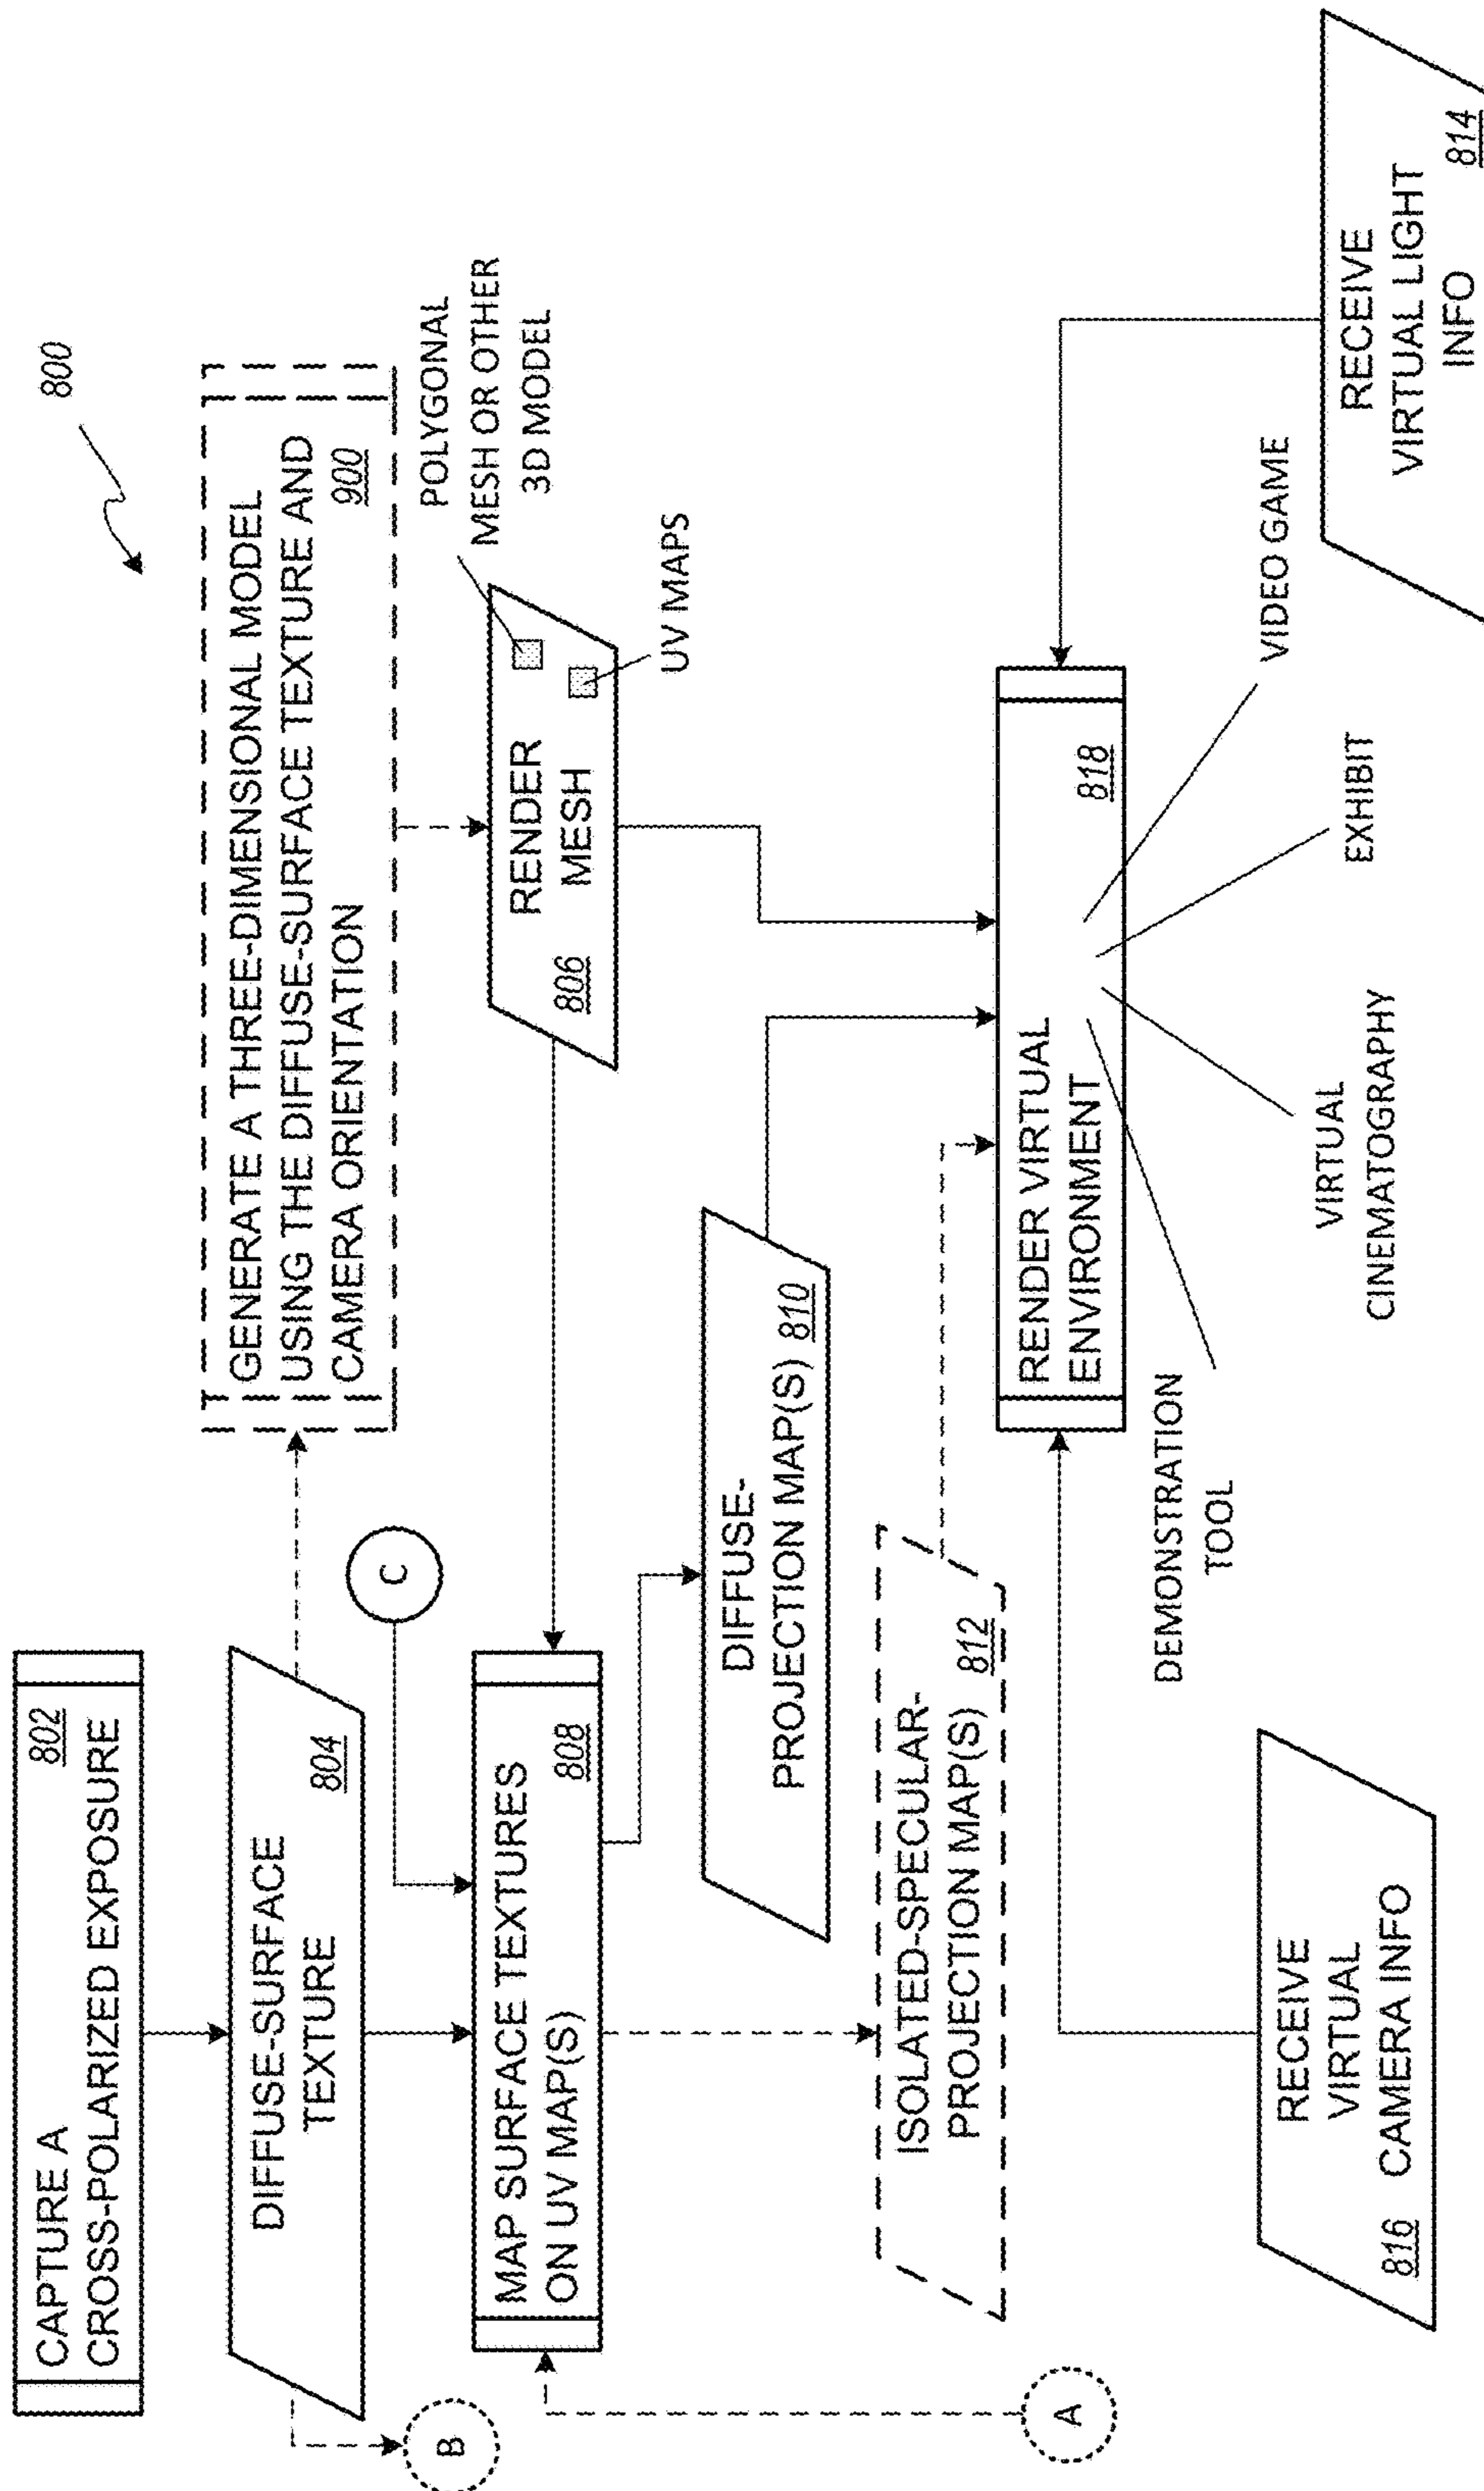 800
CAPTURE A
802
CROSS-POLARIZED EXPOSURE
DIFFUSE-SURFACE
TEXTURE
804
B
GENERATE A THREE-DIMENSIONAL MODEL
USING THE DIFFUSE-SURFACE TEXTURE AND
CAMERA ORIENTATION
900
C
POLYGONAL
MESH OR OTHER
3D MODEL
RENDER
MESH
806
UV MAPS
MAP SURFACE TEXTURES
ON UV MAP(S)
808
A
DIFFUSE-
PROJECTION MAP(S) 810
ISOLATED-SPECULAR-
PROJECTION MAP(S) 812
RENDER VIRTUAL
ENVIRONMENT
818
DEMONSTRATION
TOOL
VIRTUAL
CINEMATOGRAPHY
EXHIBIT
VIDEO GAME
RECEIVE
VIRTUAL
816 CAMERA INFO
RECEIVE
VIRTUAL LIGHT
INFO
814